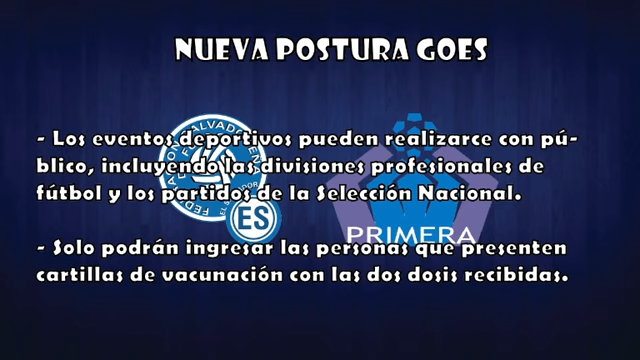 NUEVA POSTURA GOES
- Los eventos deportivos pueden realizarce con pú-
blico, incluyendo las divisiones profesionales de
fútbol y los partidos de la Selección Nacional.
ES
PRIMERA
- Solo podrán ingresar las personas que presenten
cartillas de vacunación con las dos dosis recibidas.